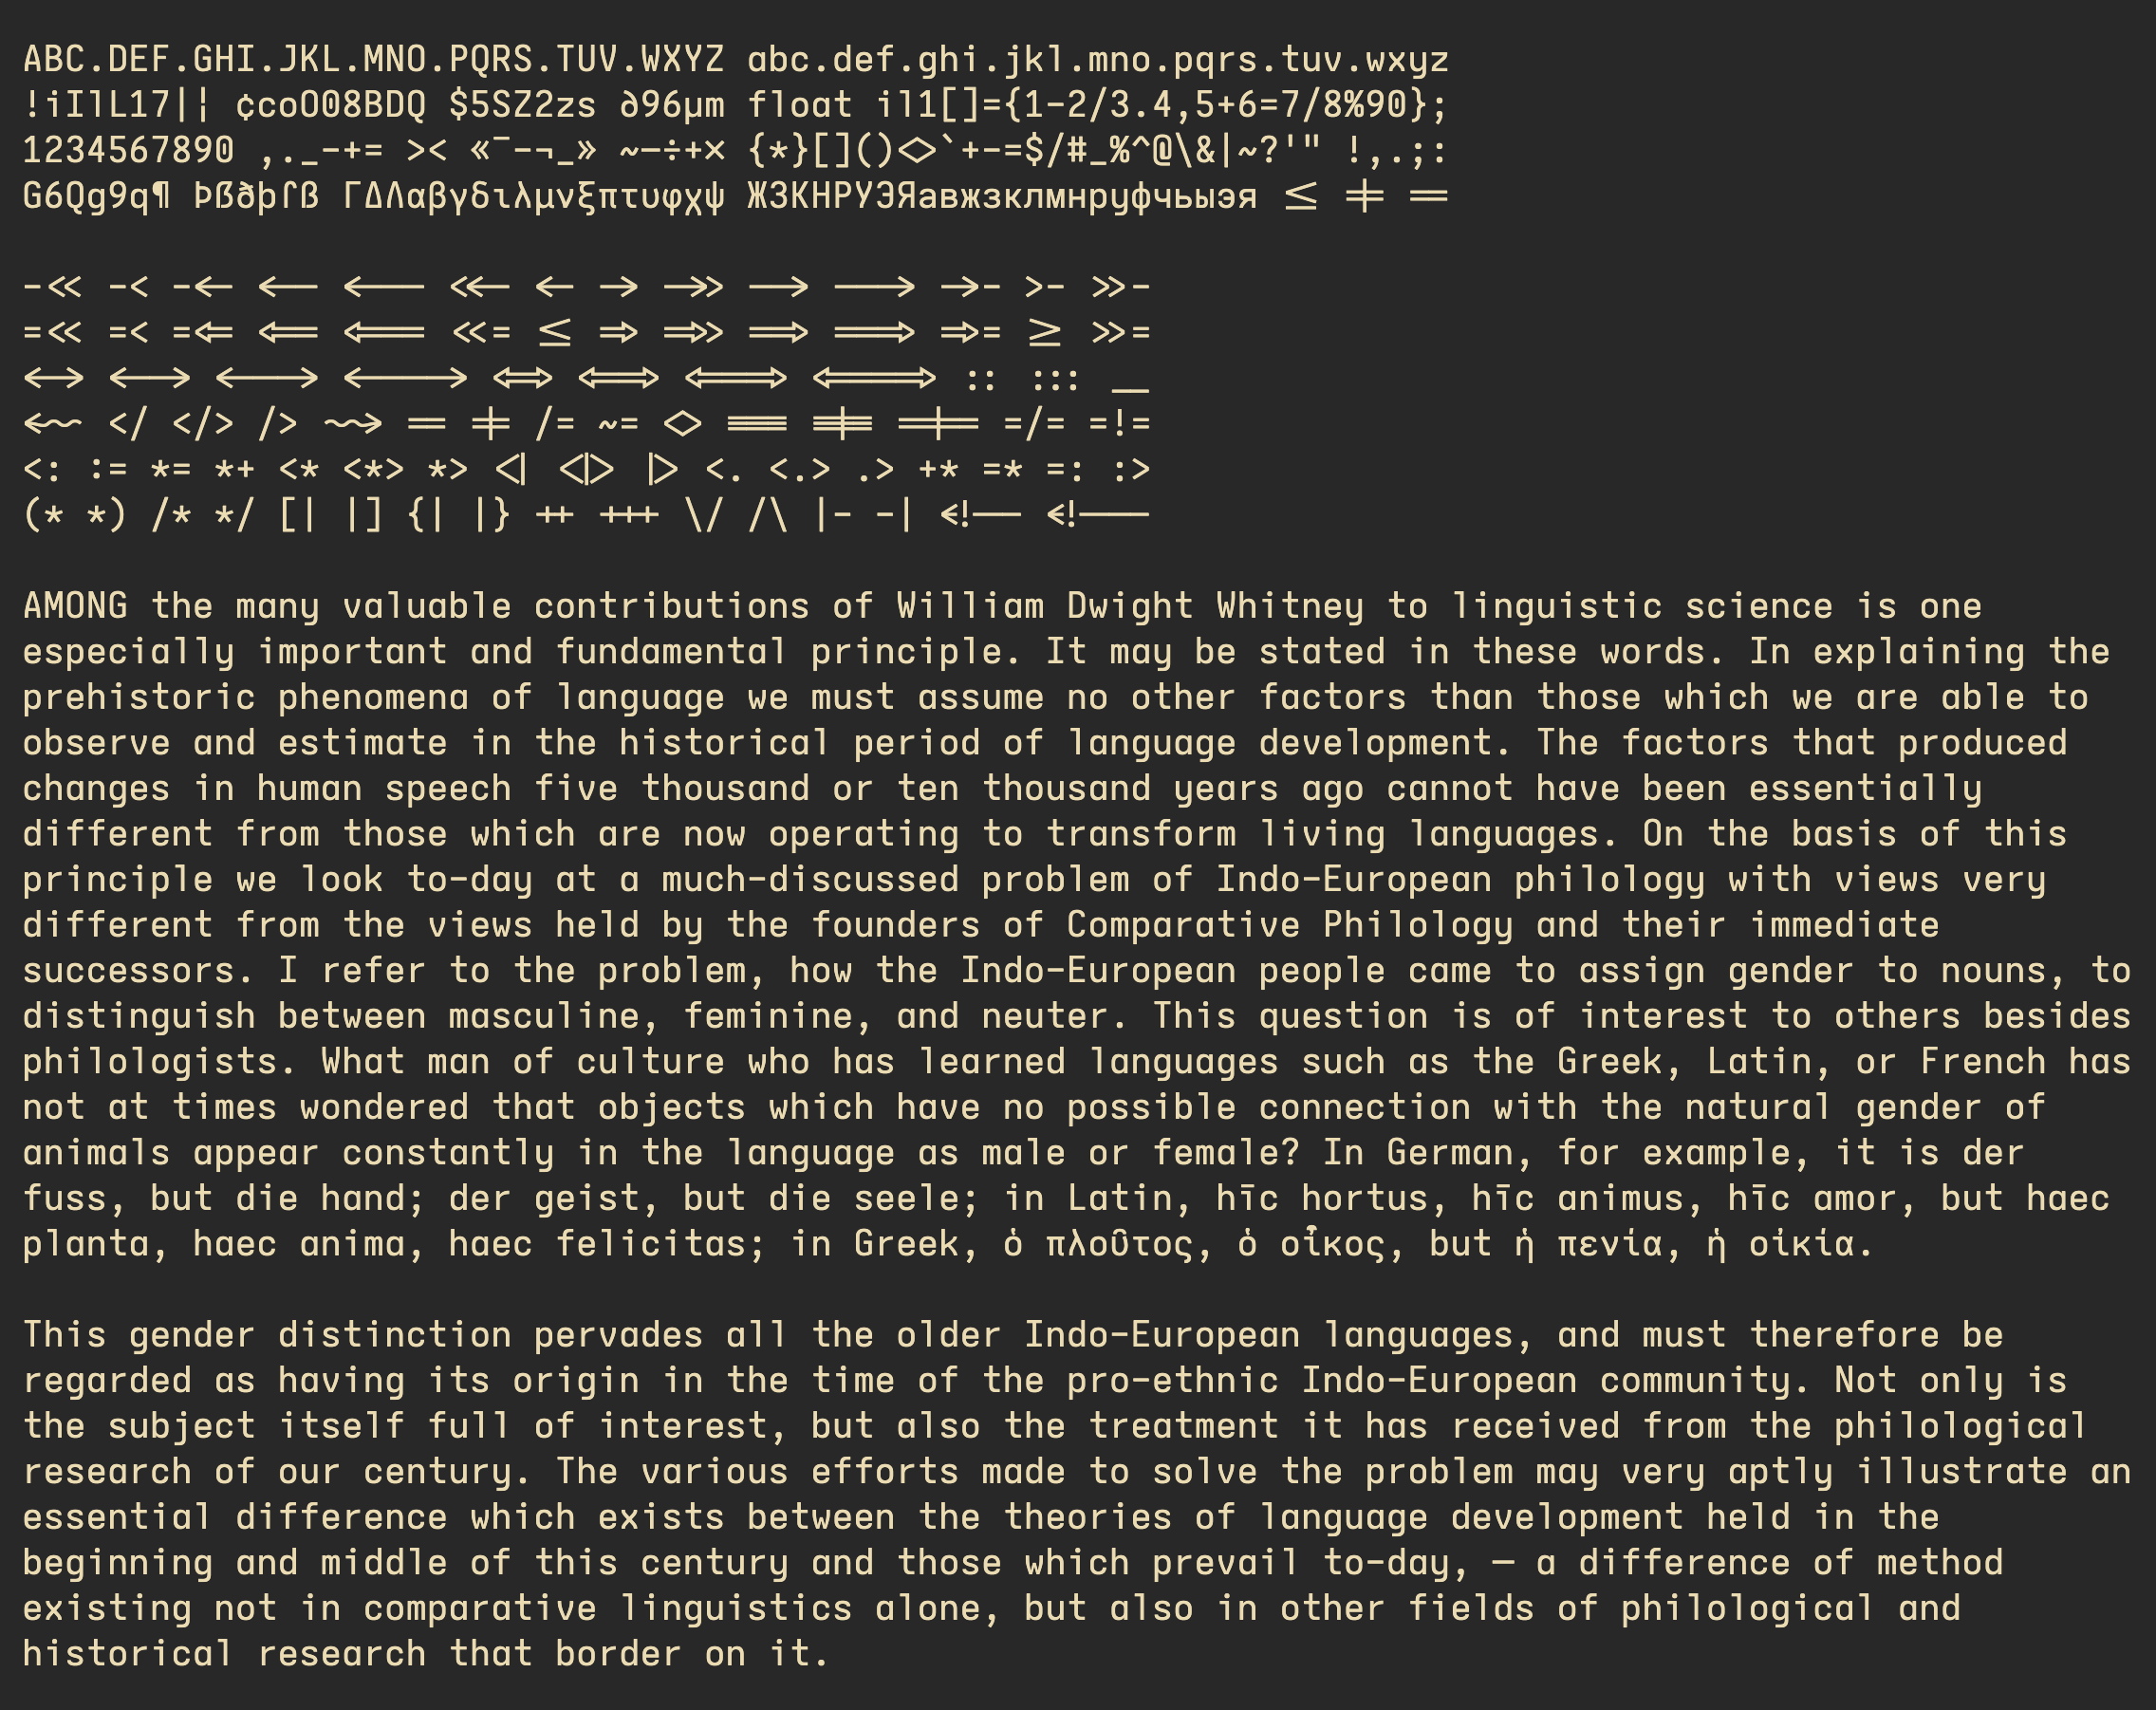 ABC.DEF.GHI.JKL.MNO.PQRS.TUV.WXYZ abc.def.ghi.jkl.mno.pqrs.tuv.wxyz
!iIlL17|¦ ¢coO08BDQ $5SZ2zs ∂96µm float il1[]={1-2/3.4,5+6=7/8%90};
1234567890 ,._-+= >< «¯-¬_» ~–÷+× {*}[]()<>`+-=$/#_%^@\&|~?'" !,.;:
G6Qg9q¶ Þẞðþſß ΓΔΛαβγδιλμνξπτυφχψ ЖЗКНРУЭЯавжзклмнруфчьыэя <= != ==

-<< -< -<- <-- <--- <<- <- -> ->> --> ---> ->- >- >>-
=<< =< =<= <== <=== <<= <= => =>> ==> ===> =>= >= >>=
<-> <--> <---> <----> <=> <==> <===> <====> :: ::: __
<~~ </ </> /> ~~> == != /= ~= <> === !== =!== =/= =!=
<: := *= *+ <* <*> *> <| <|> |> <. <.> .> +* =* =: :>
(* *) /* */ [| |] {| |} ++ +++ \/ /\ |- -| <!-- <!---

AMONG the many valuable contributions of William Dwight Whitney to linguistic science is one
especially important and fundamental principle. It may be stated in these words. In explaining the
prehistoric phenomena of language we must assume no other factors than those which we are able to
observe and estimate in the historical period of language development. The factors that produced
changes in human speech five thousand or ten thousand years ago cannot have been essentially
different from those which are now operating to transform living languages. On the basis of this
principle we look to-day at a much-discussed problem of Indo-European philology with views very
different from the views held by the founders of Comparative Philology and their immediate
successors. I refer to the problem, how the Indo-European people came to assign gender to nouns, to
distinguish between masculine, feminine, and neuter. This question is of interest to others besides
philologists. What man of culture who has learned languages such as the Greek, Latin, or French has
not at times wondered that objects which have no possible connection with the natural gender of
animals appear constantly in the language as male or female? In German, for example, it is der
fuss, but die hand; der geist, but die seele; in Latin, hīc hortus, hīc animus, hīc amor, but haec
planta, haec anima, haec felicitas; in Greek, ὁ πλοῦτος, ὁ οἶκος, but ἡ πενία, ἡ οἰκία.

This gender distinction pervades all the older Indo-European languages, and must therefore be
regarded as having its origin in the time of the pro-ethnic Indo-European community. Not only is
the subject itself full of interest, but also the treatment it has received from the philological
research of our century. The various efforts made to solve the problem may very aptly illustrate an
essential difference which exists between the theories of language development held in the
beginning and middle of this century and those which prevail to-day, — a difference of method
existing not in comparative linguistics alone, but also in other fields of philological and
historical research that border on it.